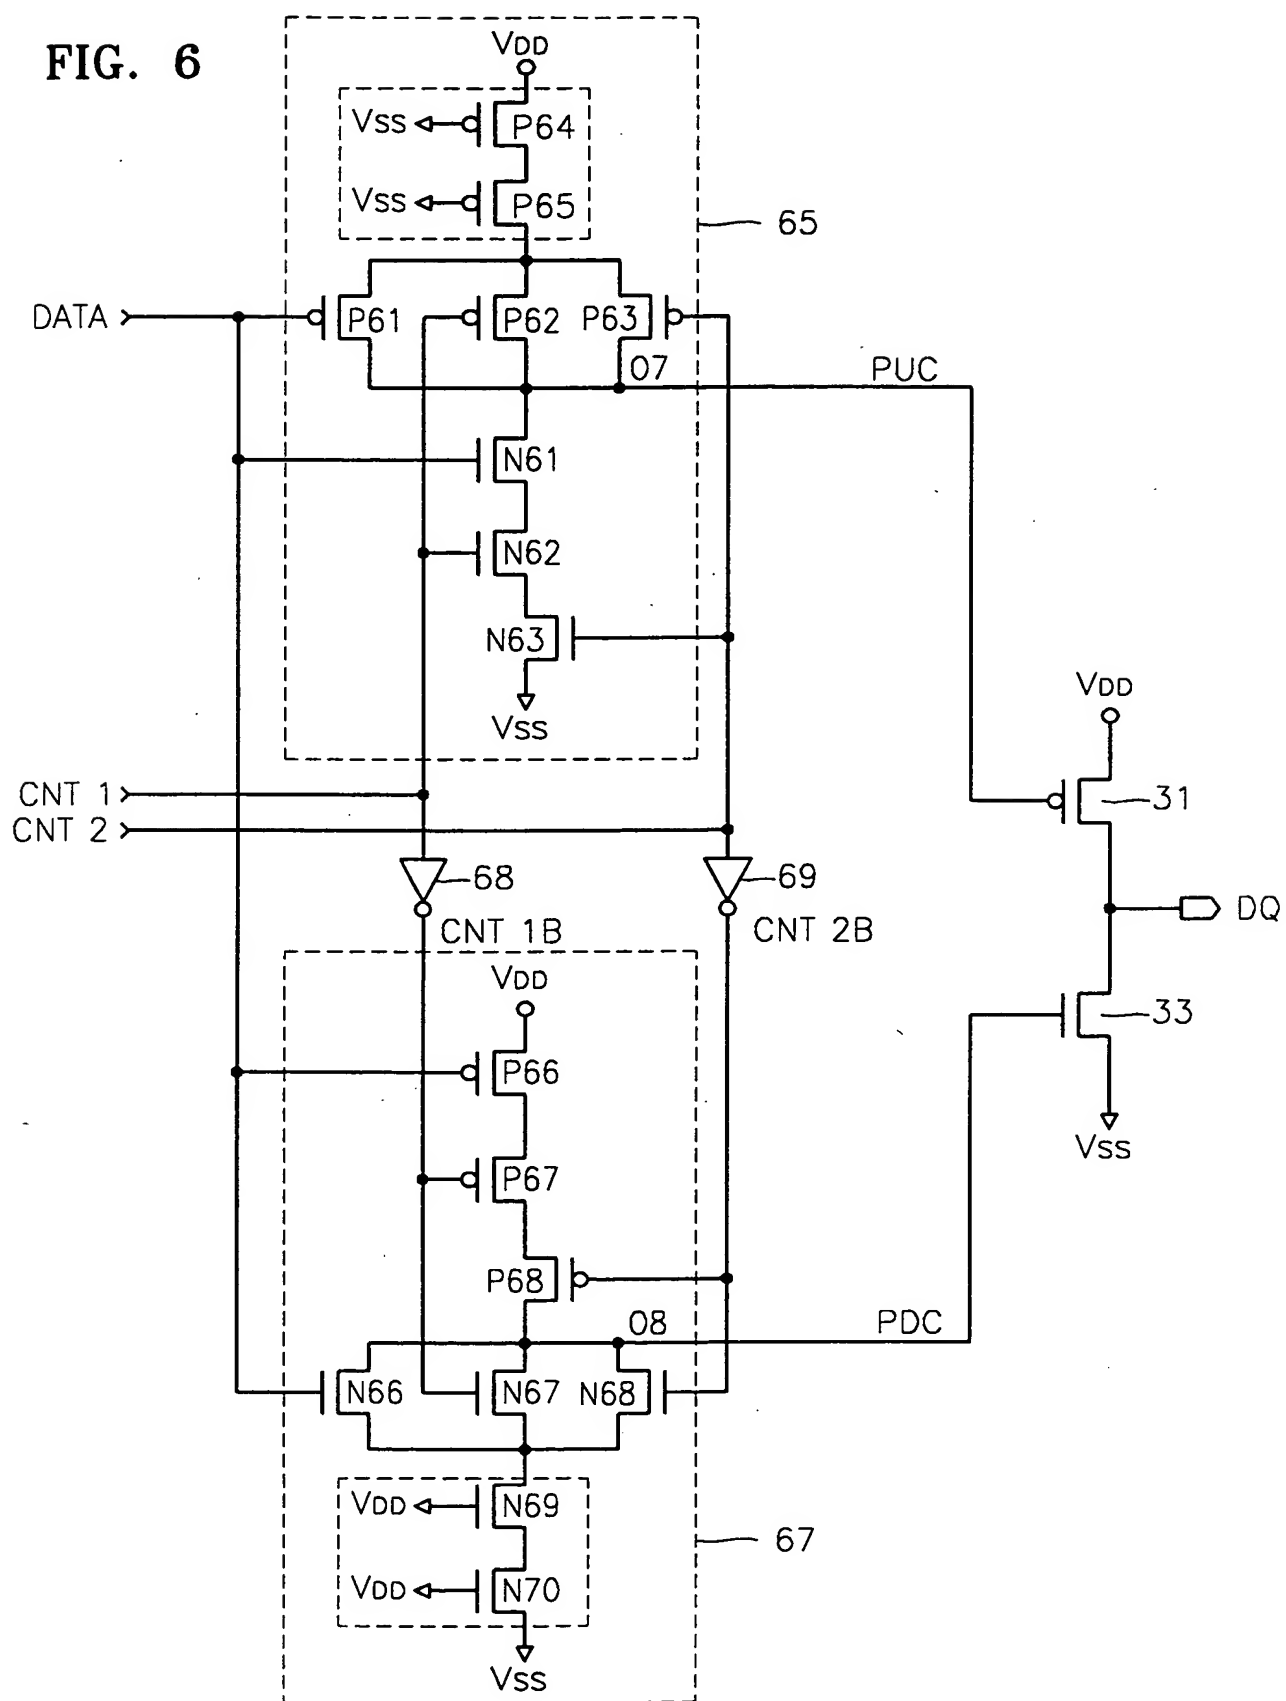 FIG. 6
VDD
VSS
P64
VSS
P65
65
DATA
P61
P62
P63
O7
PUC
N61
N62
N63
VSS
VDD
CNT 1
31
CNT 2
68
69
DQ
CNT 1B
CNT 2B
VDD
33
P66
VSS
P67
P68
O8
PDC
N66
N67
N68
VDD
N69
67
VDD
N70
VSS